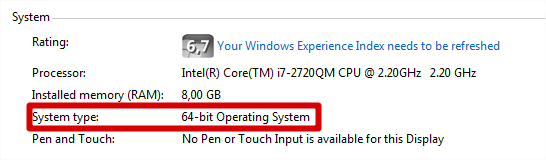 System
Rating: 6,7 Your Windows Experience Index needs to be refreshed
Processor: Intel(R) Core(TM) i7-2720QM CPU @ 2.20GHz 2.20 GHz
Installed memory (RAM): 8,00 GB
System type: 64-bit Operating System
Pen and Touch: No Pen or Touch Input is available for this Display